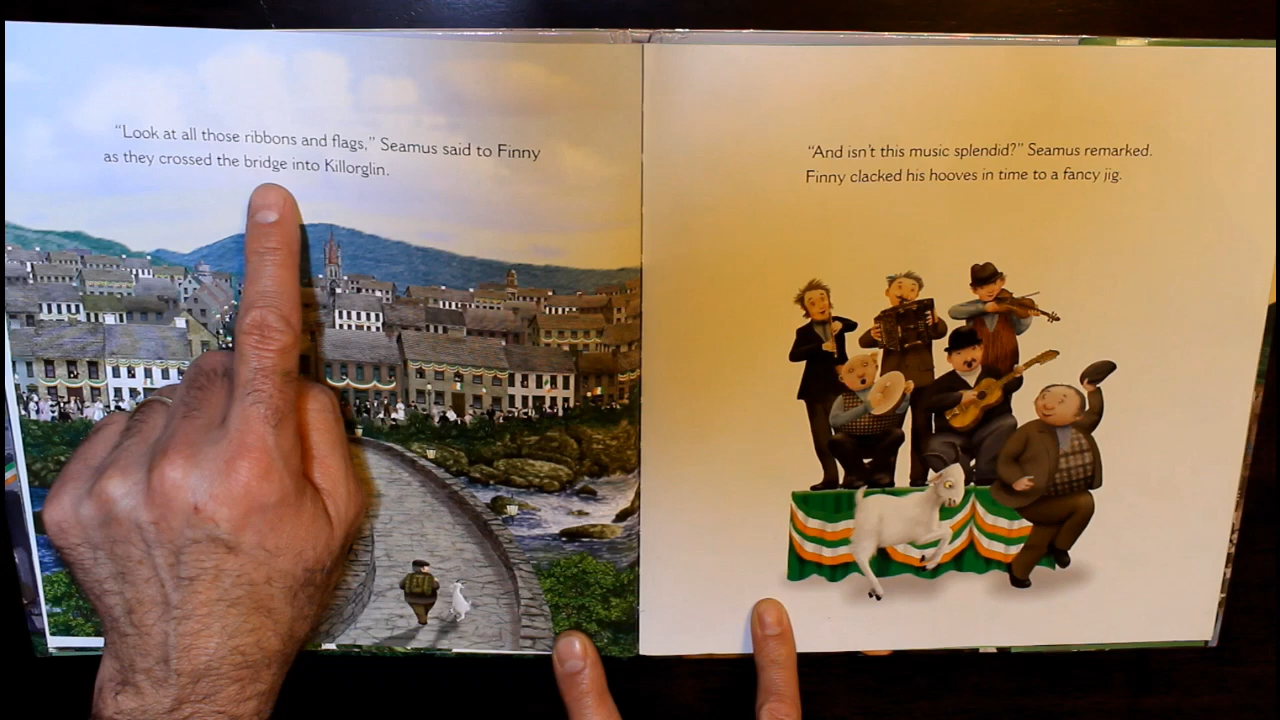 “Look at all those ribbons and flags,” Seamus said to Finny
as they crossed the bridge into Killorglin.
“And isn’t this music splendid?” Seamus remarked.
Finny clacked his hooves in time to a fancy jig.